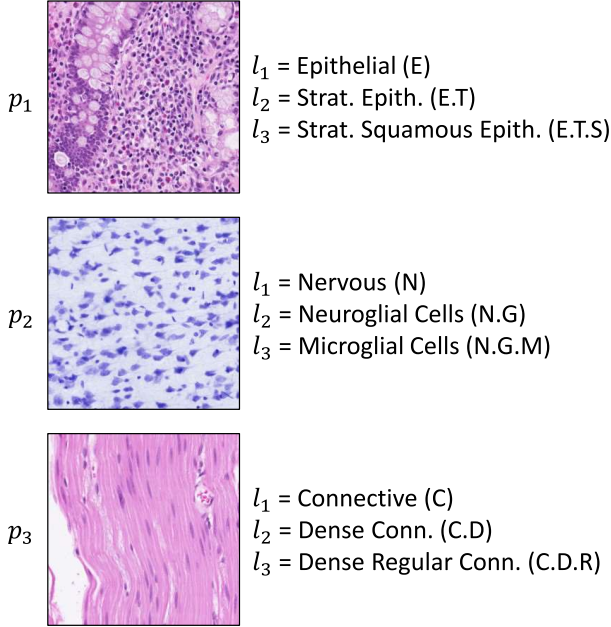 p₁
l₁ = Epithelial (E)
l₂ = Strat. Epith. (E.T)
l₃ = Strat. Squamous Epith. (E.T.S)
p₂
l₁ = Nervous (N)
l₂ = Neuroglial Cells (N.G)
l₃ = Microglial Cells (N.G.M)
p₃
l₁ = Connective (C)
l₂ = Dense Conn. (C.D)
l₃ = Dense Regular Conn. (C.D.R)